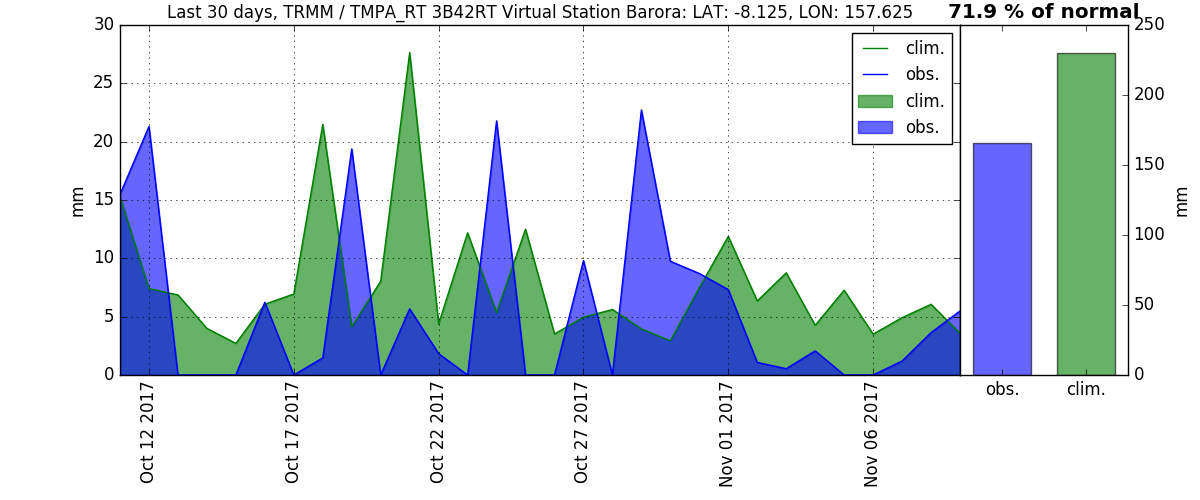 Last 30 days, TRMM / TMPA_RT 3B42RT Virtual Station Barora: LAT: -8.125, LON: 157.625
71.9 % of normal
30
25
20
15
10
5
0
mm
clim.
obs.
clim.
obs.
Oct 12 2017
Oct 17 2017
Oct 22 2017
Oct 27 2017
Nov 01 2017
Nov 06 2017
250
200
150
100
50
0
mm
obs.
clim.